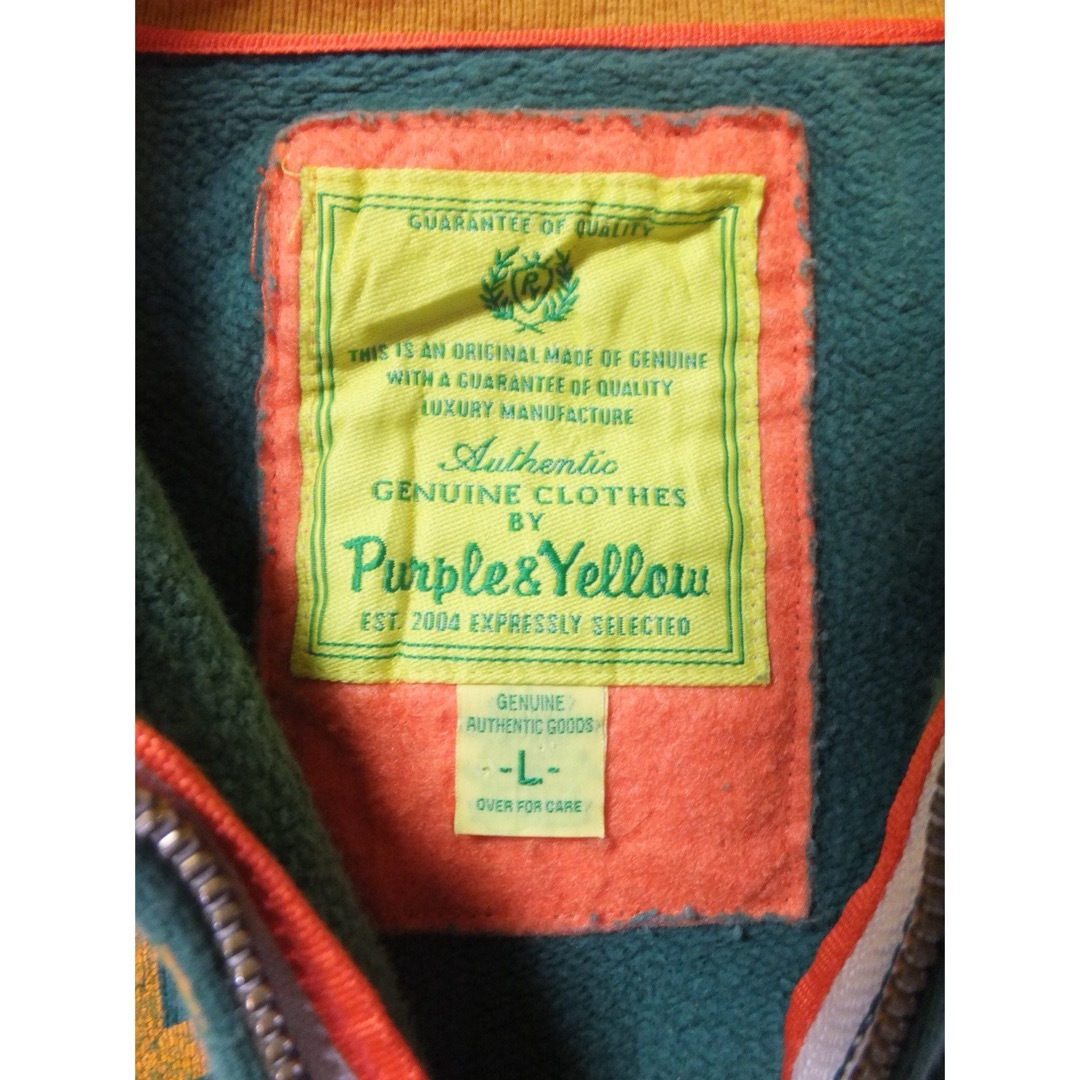 GUARANTEE OF QUALITY
R
THIS IS AN ORIGINAL MADE OF GENUINE
WITH A GUARANTEE OF QUALITY
LUXURY MANUFACTURE
Authentic
GENUINE CLOTHES
BY
Purple&Yellow
EST. 2004 EXPRESSLY SELECTED
GENUINE
AUTHENTIC GOODS
-L-
OVER FOR CARE